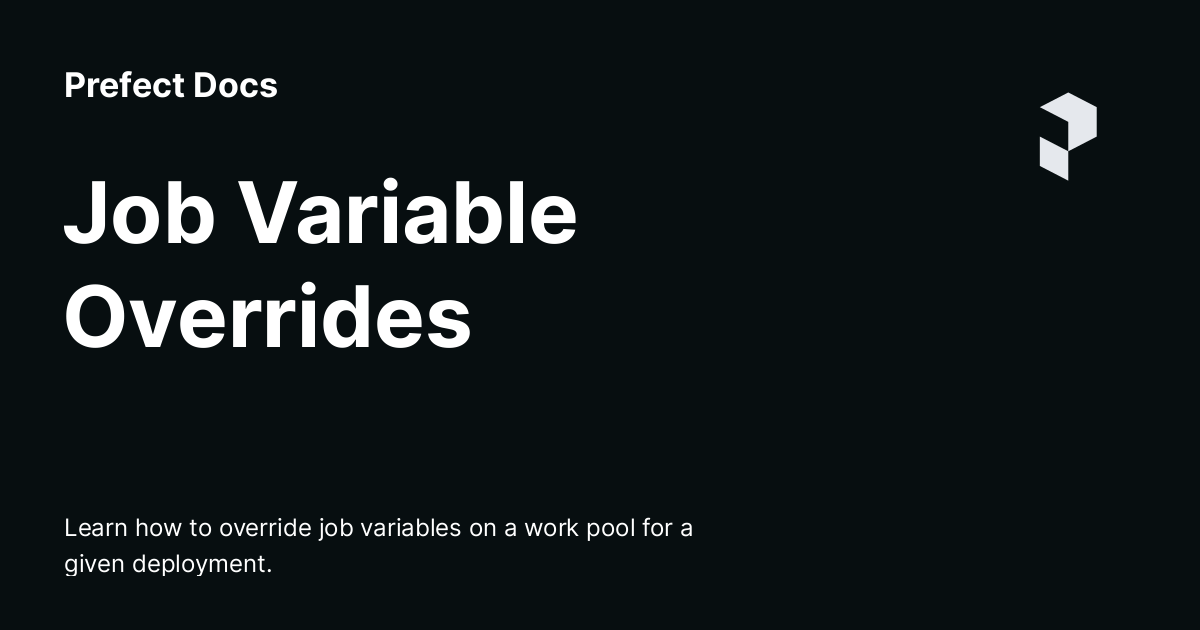 Prefect Docs
Job Variable
Overrides
Learn how to override job variables on a work pool for a
given deployment.